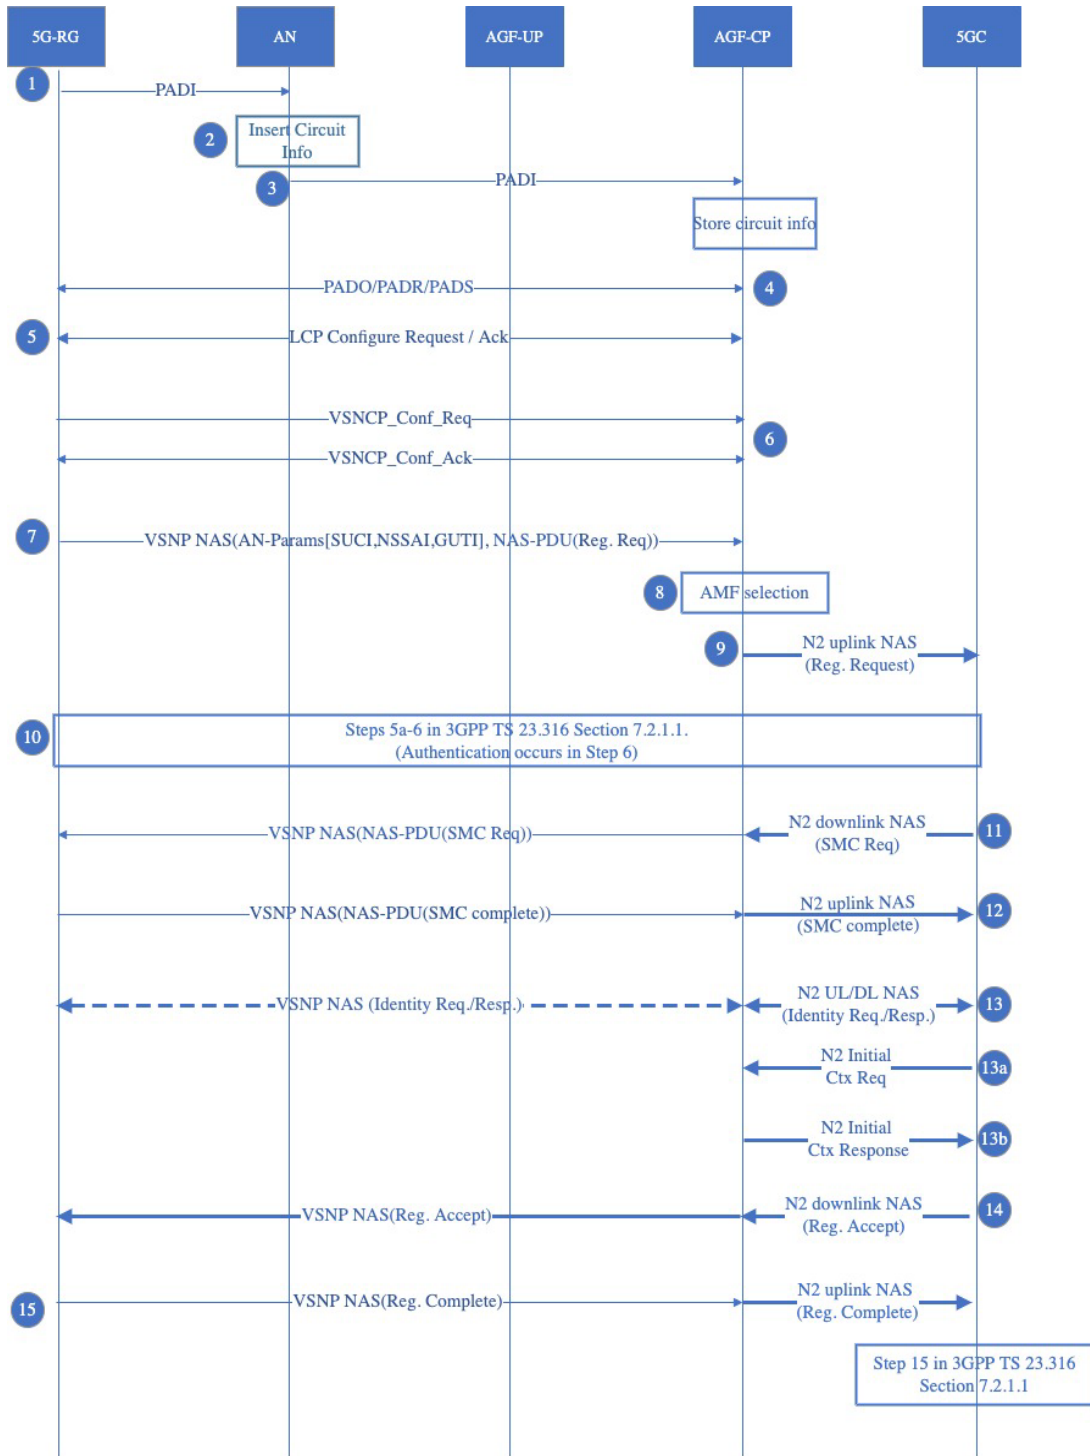 5G-RG
AN
AGF-UP
AGF-CP
5GC
1
PADI
2
Insert Circuit
Info
3
PADI
Store circuit info
PADO/PADR/PADS
4
5
LCP Configure Request / Ack
VSNCP_Conf_Req
6
VSNCP_Conf_Ack
7
VSNP NAS(AN-Params[SUCI,NSSAI,GUTI], NAS-PDU(Reg. Req))
8
AMF selection
9
N2 uplink NAS
(Reg. Request)
10
Steps 5a-6 in 3GPP TS 23.316 Section 7.2.1.1.
(Authentication occurs in Step 6)
VSNP NAS(NAS-PDU(SMC Req))
N2 downlink NAS
(SMC Req)
11
VSNP NAS(NAS-PDU(SMC complete))
N2 uplink NAS
(SMC complete)
12
VSNP NAS (Identity Req./Resp.)
N2 UL/DL NAS
(Identity Req./Resp.)
13
N2 Initial
Ctx Req
13a
N2 Initial
Ctx Response
13b
VSNP NAS(Reg. Accept)
N2 downlink NAS
(Reg. Accept)
14
15
VSNP NAS(Reg. Complete)
N2 uplink NAS
(Reg. Complete)
Step 15 in 3GPP TS 23.316
Section 7.2.1.1